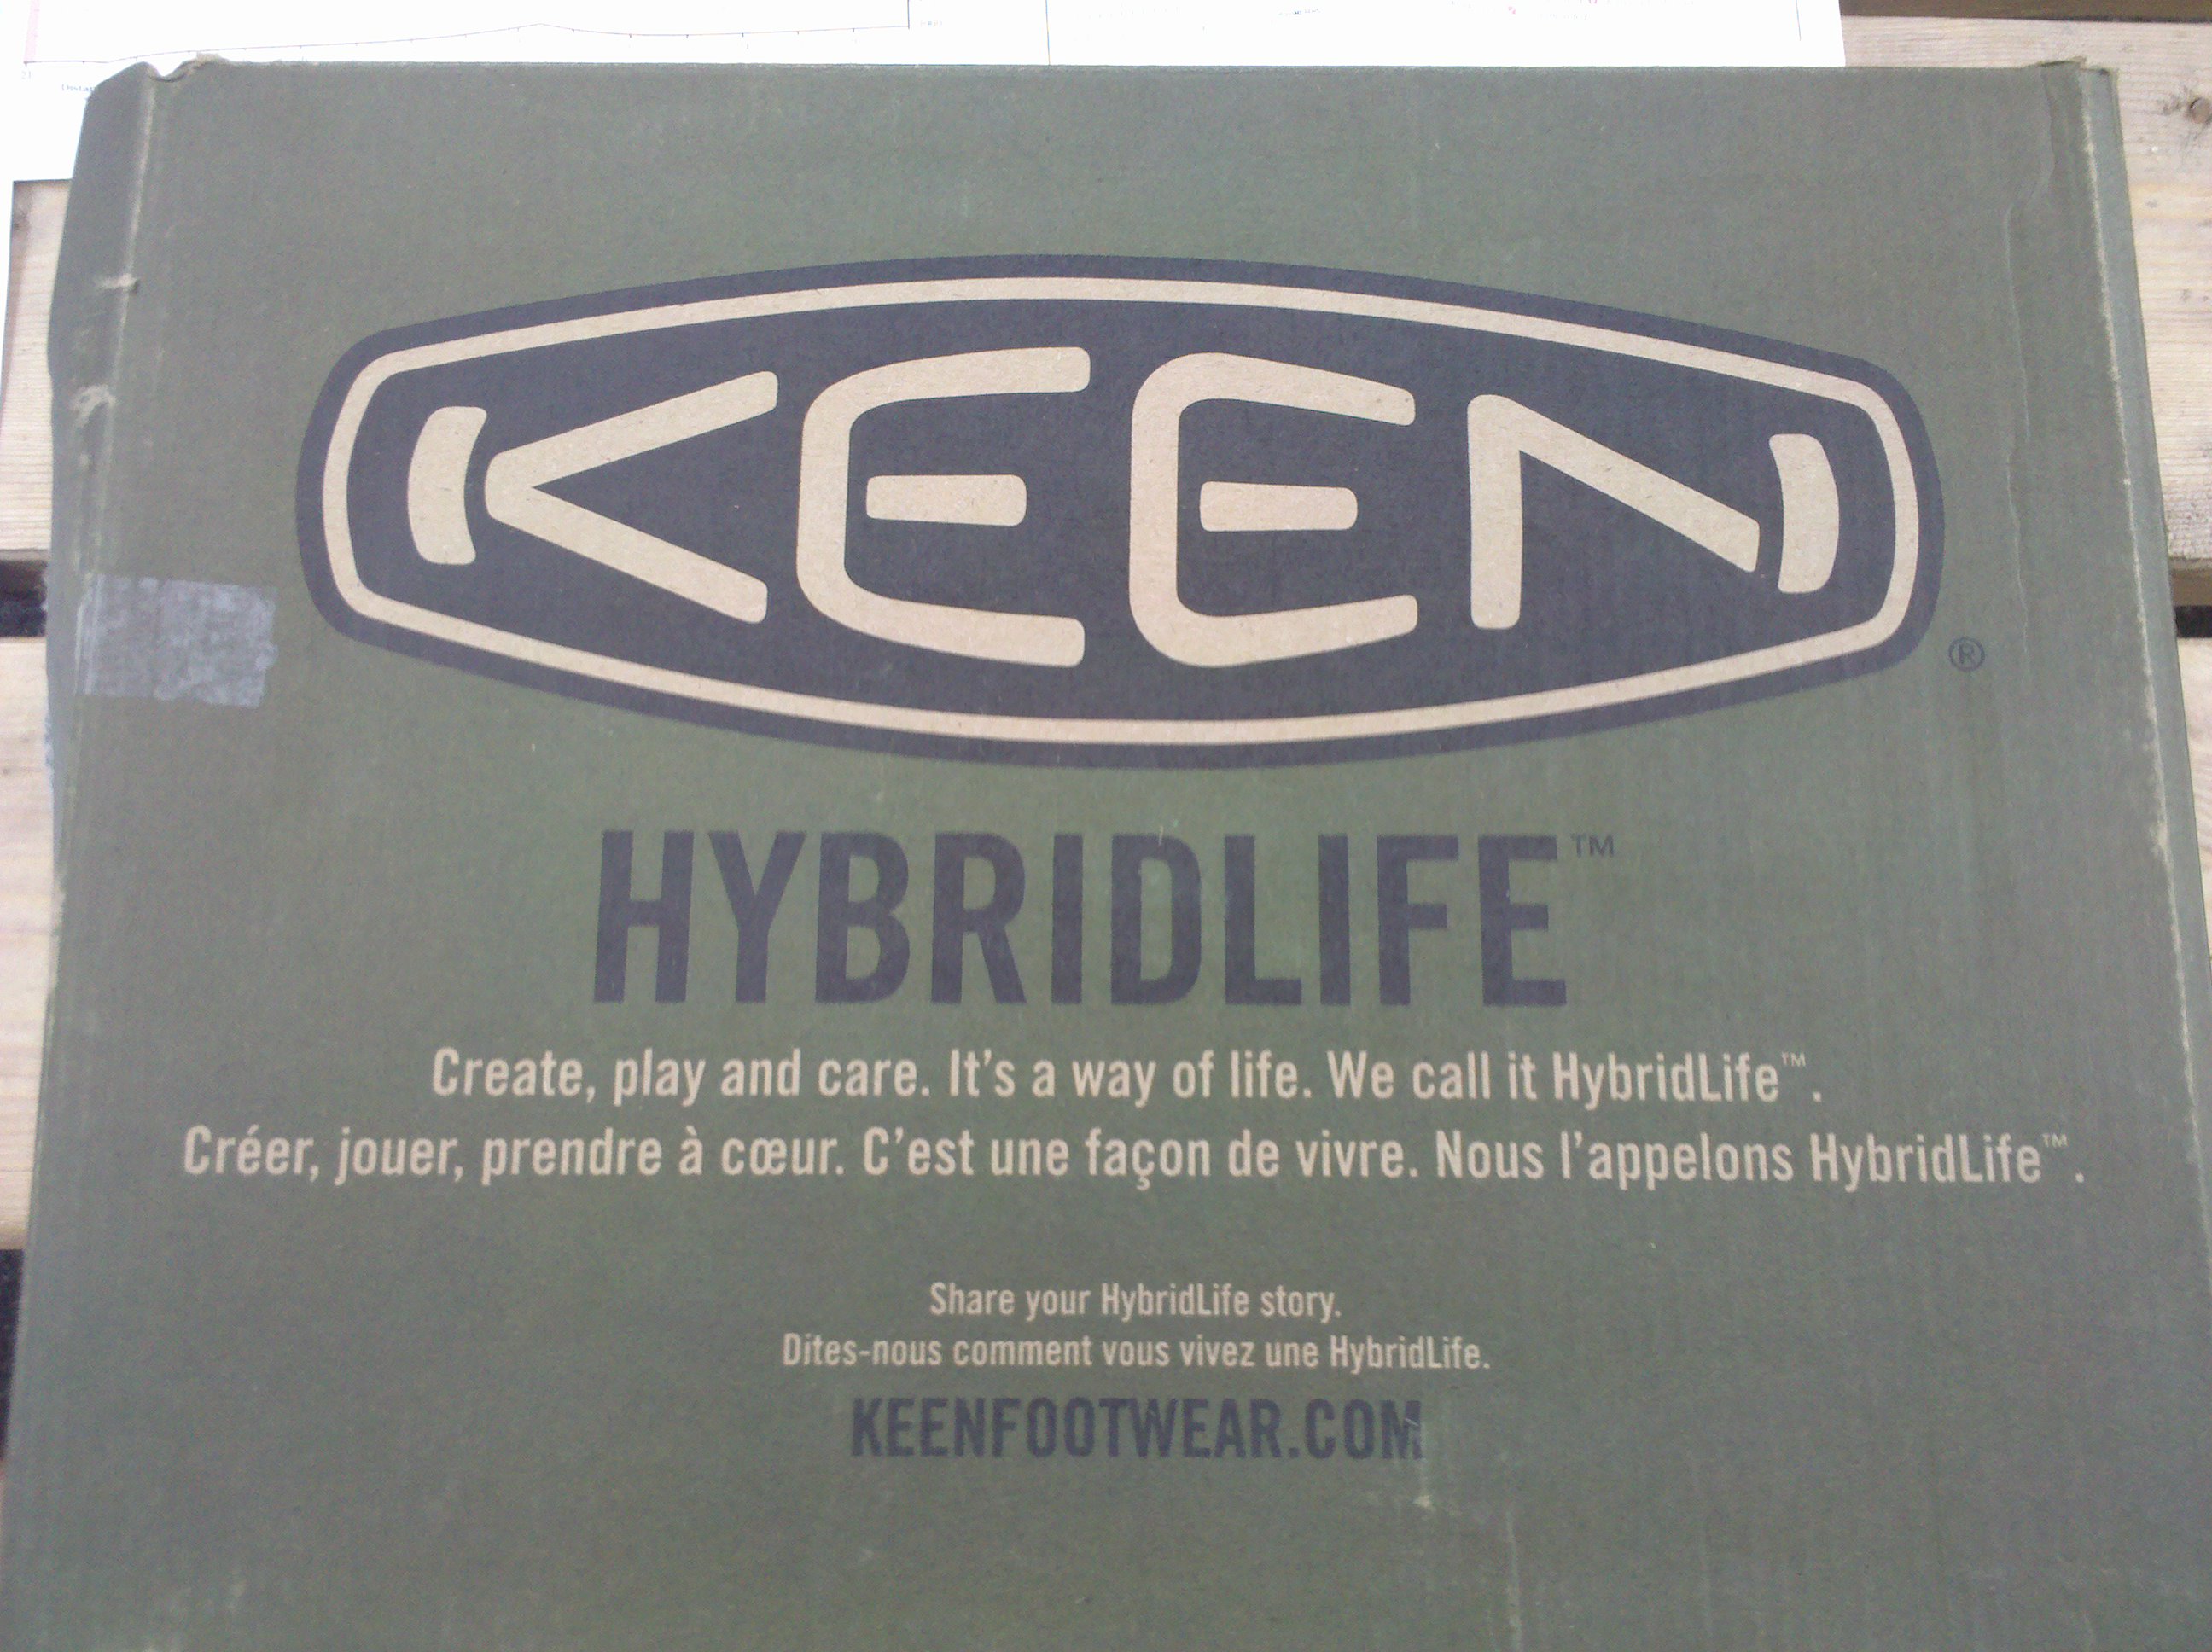 KEEN
®
HYBRIDLIFE™
Create, play and care. It's a way of life. We call it HybridLife™.
Créer, jouer, prendre à cœur. C'est une façon de vivre. Nous l'appelons HybridLife™.
Share your HybridLife story.
Dites-nous comment vous vivez une HybridLife.
KEENFOOTWEAR.COM